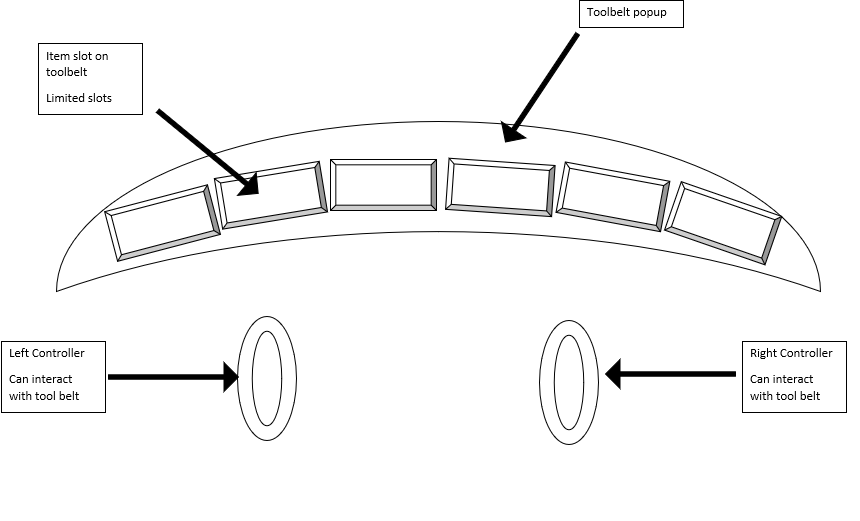 Toolbelt popup
Item slot on
toolbelt
Limited slots
Left Controller
Can interact
with tool belt
Right Controller
Can interact
with tool belt